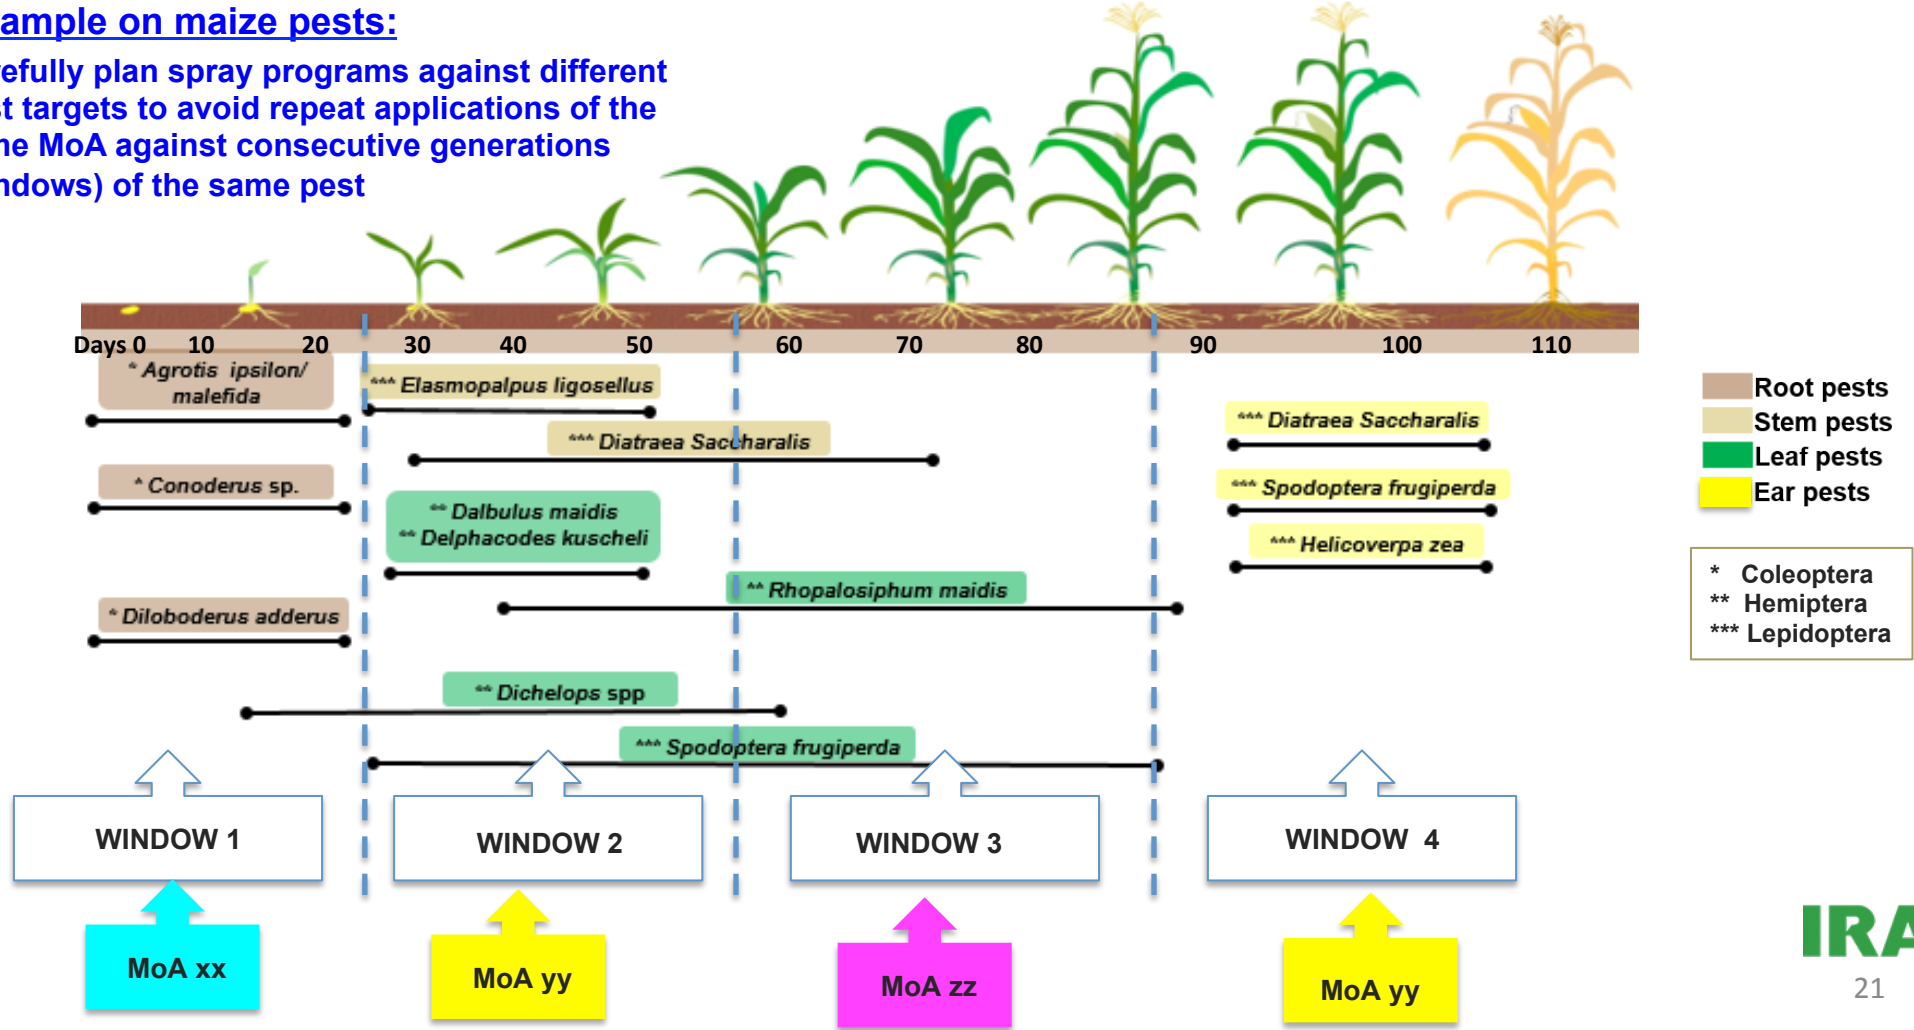 ample on maize pests:
refully plan spray programs against different
st targets to avoid repeat applications of the
me MoA against consecutive generations
ndows) of the same pest
Days 0 10 20 30 40 50 60 70 80 90 100 110
* Agrotis ipsilon/
malefida
*** Elasmopalpus ligosellus
*** Diatraea Saccharalis
*** Diatraea Saccharalis
* Conoderus sp.
** Dalbulus maidis
** Delphacodes kuscheli
*** Spodoptera frugiperda
*** Helicoverpa zea
** Rhopalosiphum maidis
* Diloboderus adderus
** Dichelops spp
*** Spodoptera frugiperda
Root pests
Stem pests
Leaf pests
Ear pests
* Coleoptera
** Hemiptera
*** Lepidoptera
WINDOW 1
WINDOW 2
WINDOW 3
WINDOW 4
MoA xx
MoA yy
MoA zz
MoA yy
IRA
21